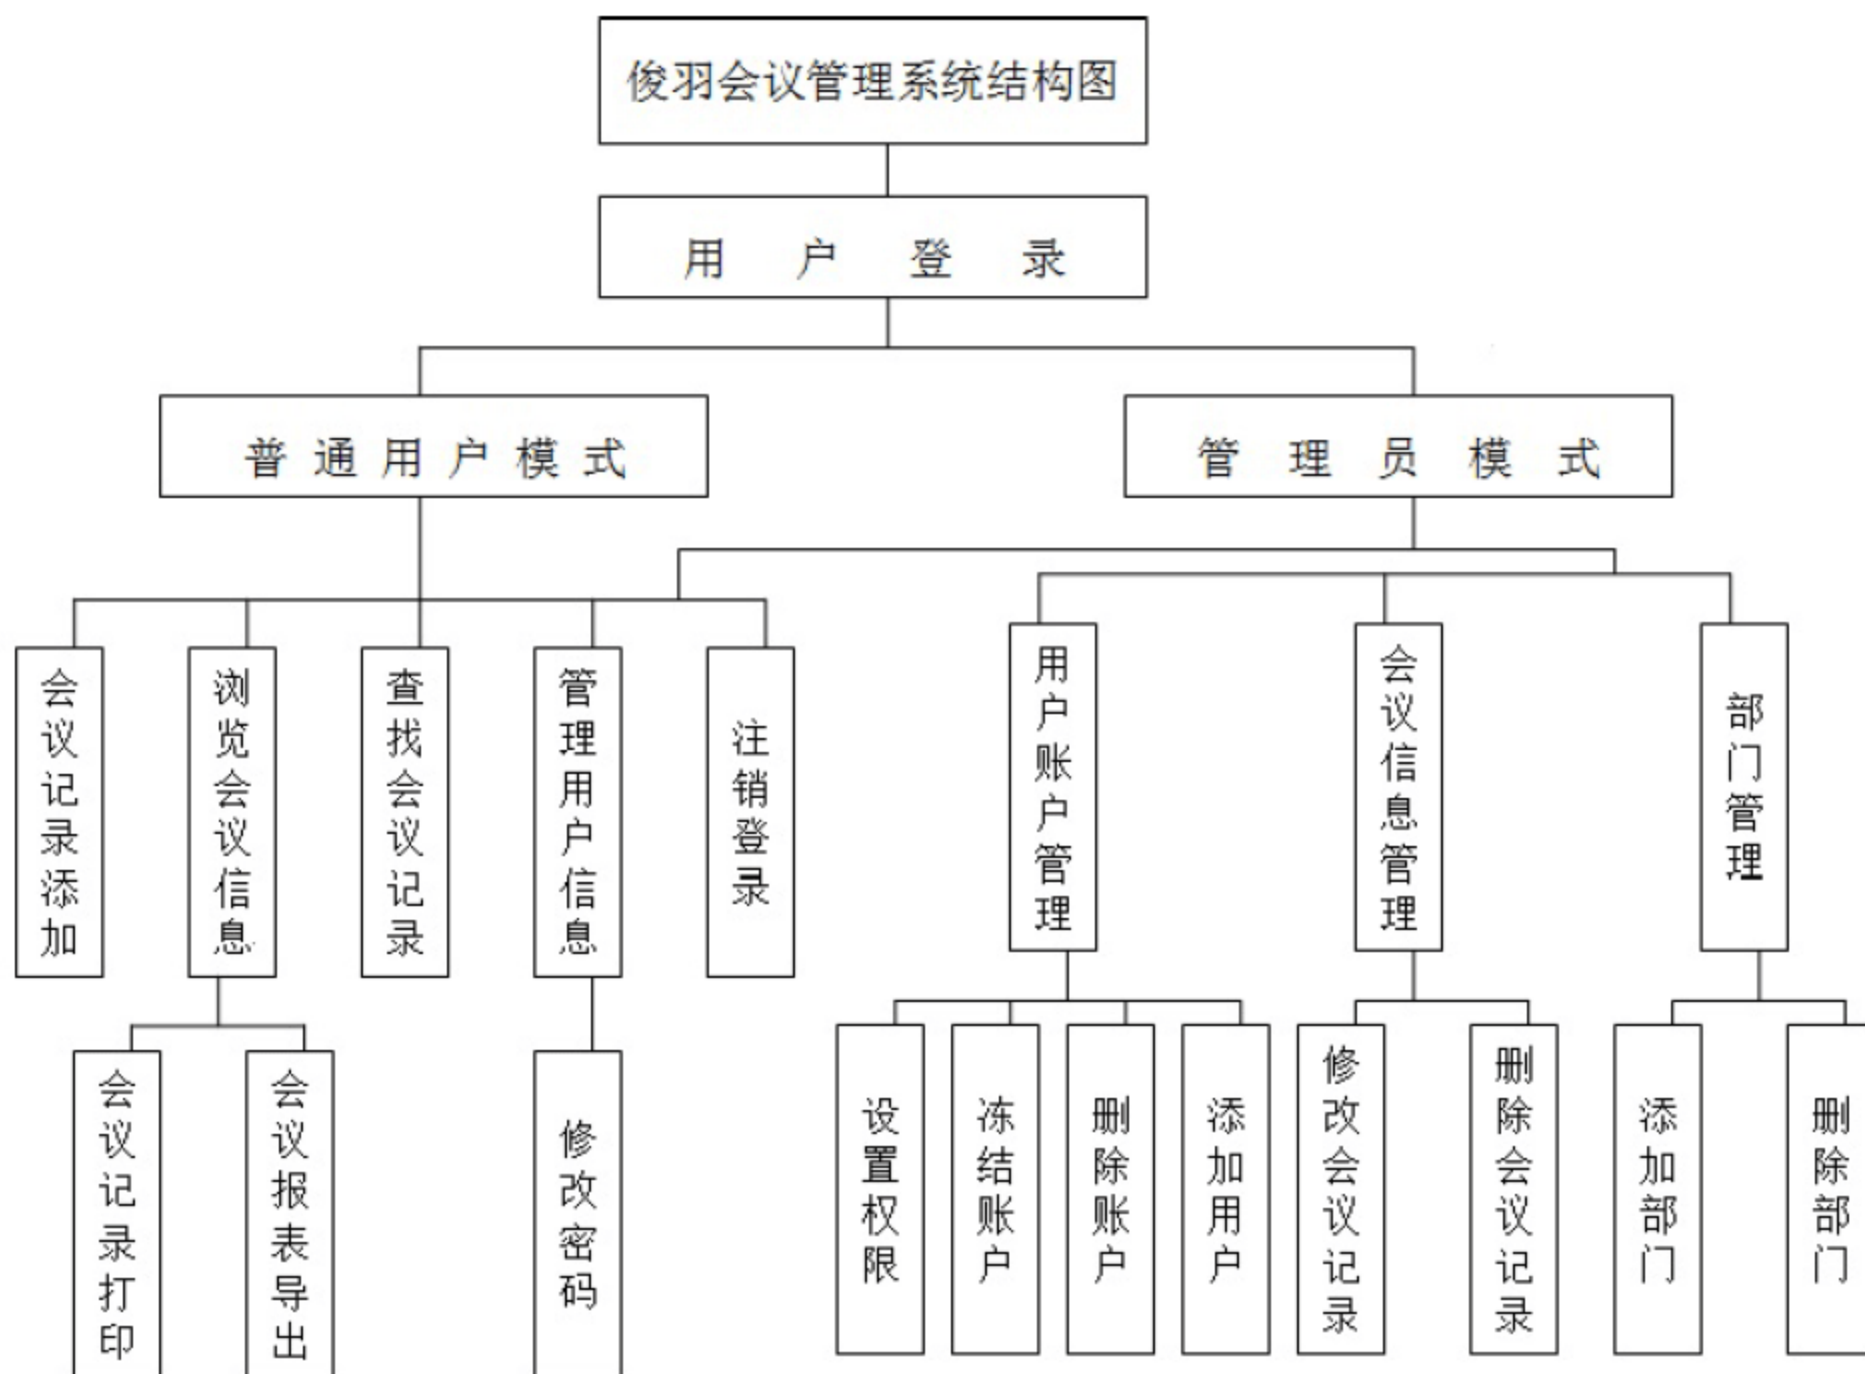 俊羽会议管理系统结构图
用户登录
普通用户模式
管理员模式
会议记录添加
浏览会议信息
查找会议记录
管理用户信息
注销登录
用户账户管理
会议信息管理
部门管理
会议记录打印
会议报表导出
修改密码
设置权限
冻结账户
删除账户
添加用户
修改会议记录
删除会议记录
添加部门
删除部门